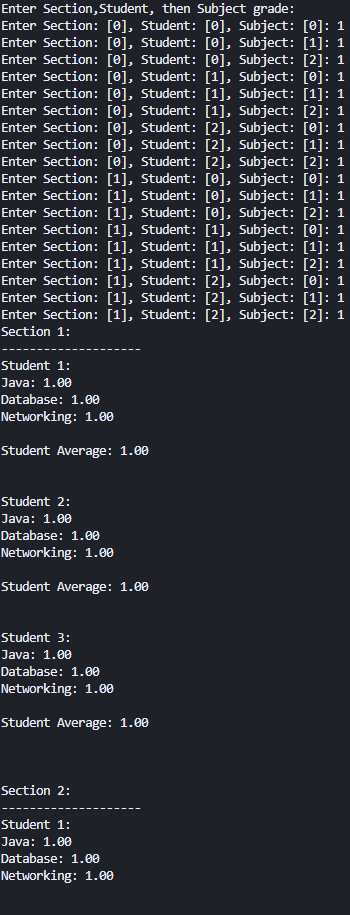 Enter Section,Student, then Subject grade:
Enter Section: [0], Student: [0], Subject: [0]: 1
Enter Section: [0], Student: [0], Subject: [1]: 1
Enter Section: [0], Student: [0], Subject: [2]: 1
Enter Section: [0], Student: [1], Subject: [0]: 1
Enter Section: [0], Student: [1], Subject: [1]: 1
Enter Section: [0], Student: [1], Subject: [2]: 1
Enter Section: [0], Student: [2], Subject: [0]: 1
Enter Section: [0], Student: [2], Subject: [1]: 1
Enter Section: [0], Student: [2], Subject: [2]: 1
Enter Section: [1], Student: [0], Subject: [0]: 1
Enter Section: [1], Student: [0], Subject: [1]: 1
Enter Section: [1], Student: [0], Subject: [2]: 1
Enter Section: [1], Student: [1], Subject: [0]: 1
Enter Section: [1], Student: [1], Subject: [1]: 1
Enter Section: [1], Student: [1], Subject: [2]: 1
Enter Section: [1], Student: [2], Subject: [0]: 1
Enter Section: [1], Student: [2], Subject: [1]: 1
Enter Section: [1], Student: [2], Subject: [2]: 1
Section 1:
--------------------
Student 1:
Java: 1.00
Database: 1.00
Networking: 1.00
Student Average: 1.00
Student 2:
Java: 1.00
Database: 1.00
Networking: 1.00
Student Average: 1.00
Student 3:
Java: 1.00
Database: 1.00
Networking: 1.00
Student Average: 1.00
Section 2:
--------------------
Student 1:
Java: 1.00
Database: 1.00
Networking: 1.00